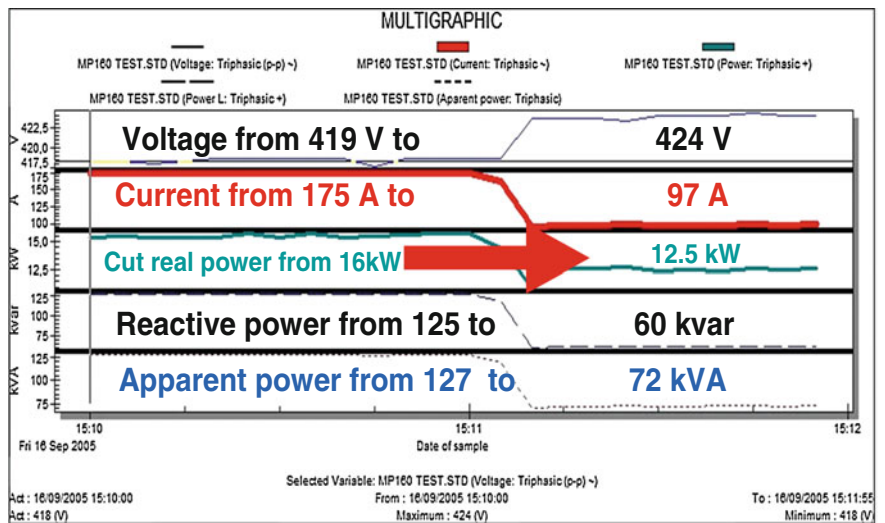 MULTIGRAPHIC
MP160 TEST.STD (Voltage: Triphasic (p-p) ~)
MP160 TEST.STD (Current: Triphasic ~)
MP160 TEST.STD (Power: Triphasic +)
MP160 TEST.STD (Power L: Triphasic +)
MP160 TEST.STD (Aparent power: Triphasic)
V
422,5
420,0
417,5
Voltage from 419 V to 424 V
A
175
150
125
100
Current from 175 A to 97 A
kW
15,0
12,5
Cut real power from 16kW 12.5 kW
kvar
125
100
75
Reactive power from 125 to 60 kvar
kVA
125
100
75
Apparent power from 127 to 72 kVA
15:10
15:11
15:12
Fri 16 Sep 2005
Date of sample
Selected Variable: MP160 TEST.STD (Voltage: Triphasic (p-p) ~)
Act : 16/09/2005 15:10:00
From : 16/09/2005 15:10:00
To : 16/09/2005 15:11:55
Act : 418 (V)
Maximum : 424 (V)
Minimum : 418 (V)